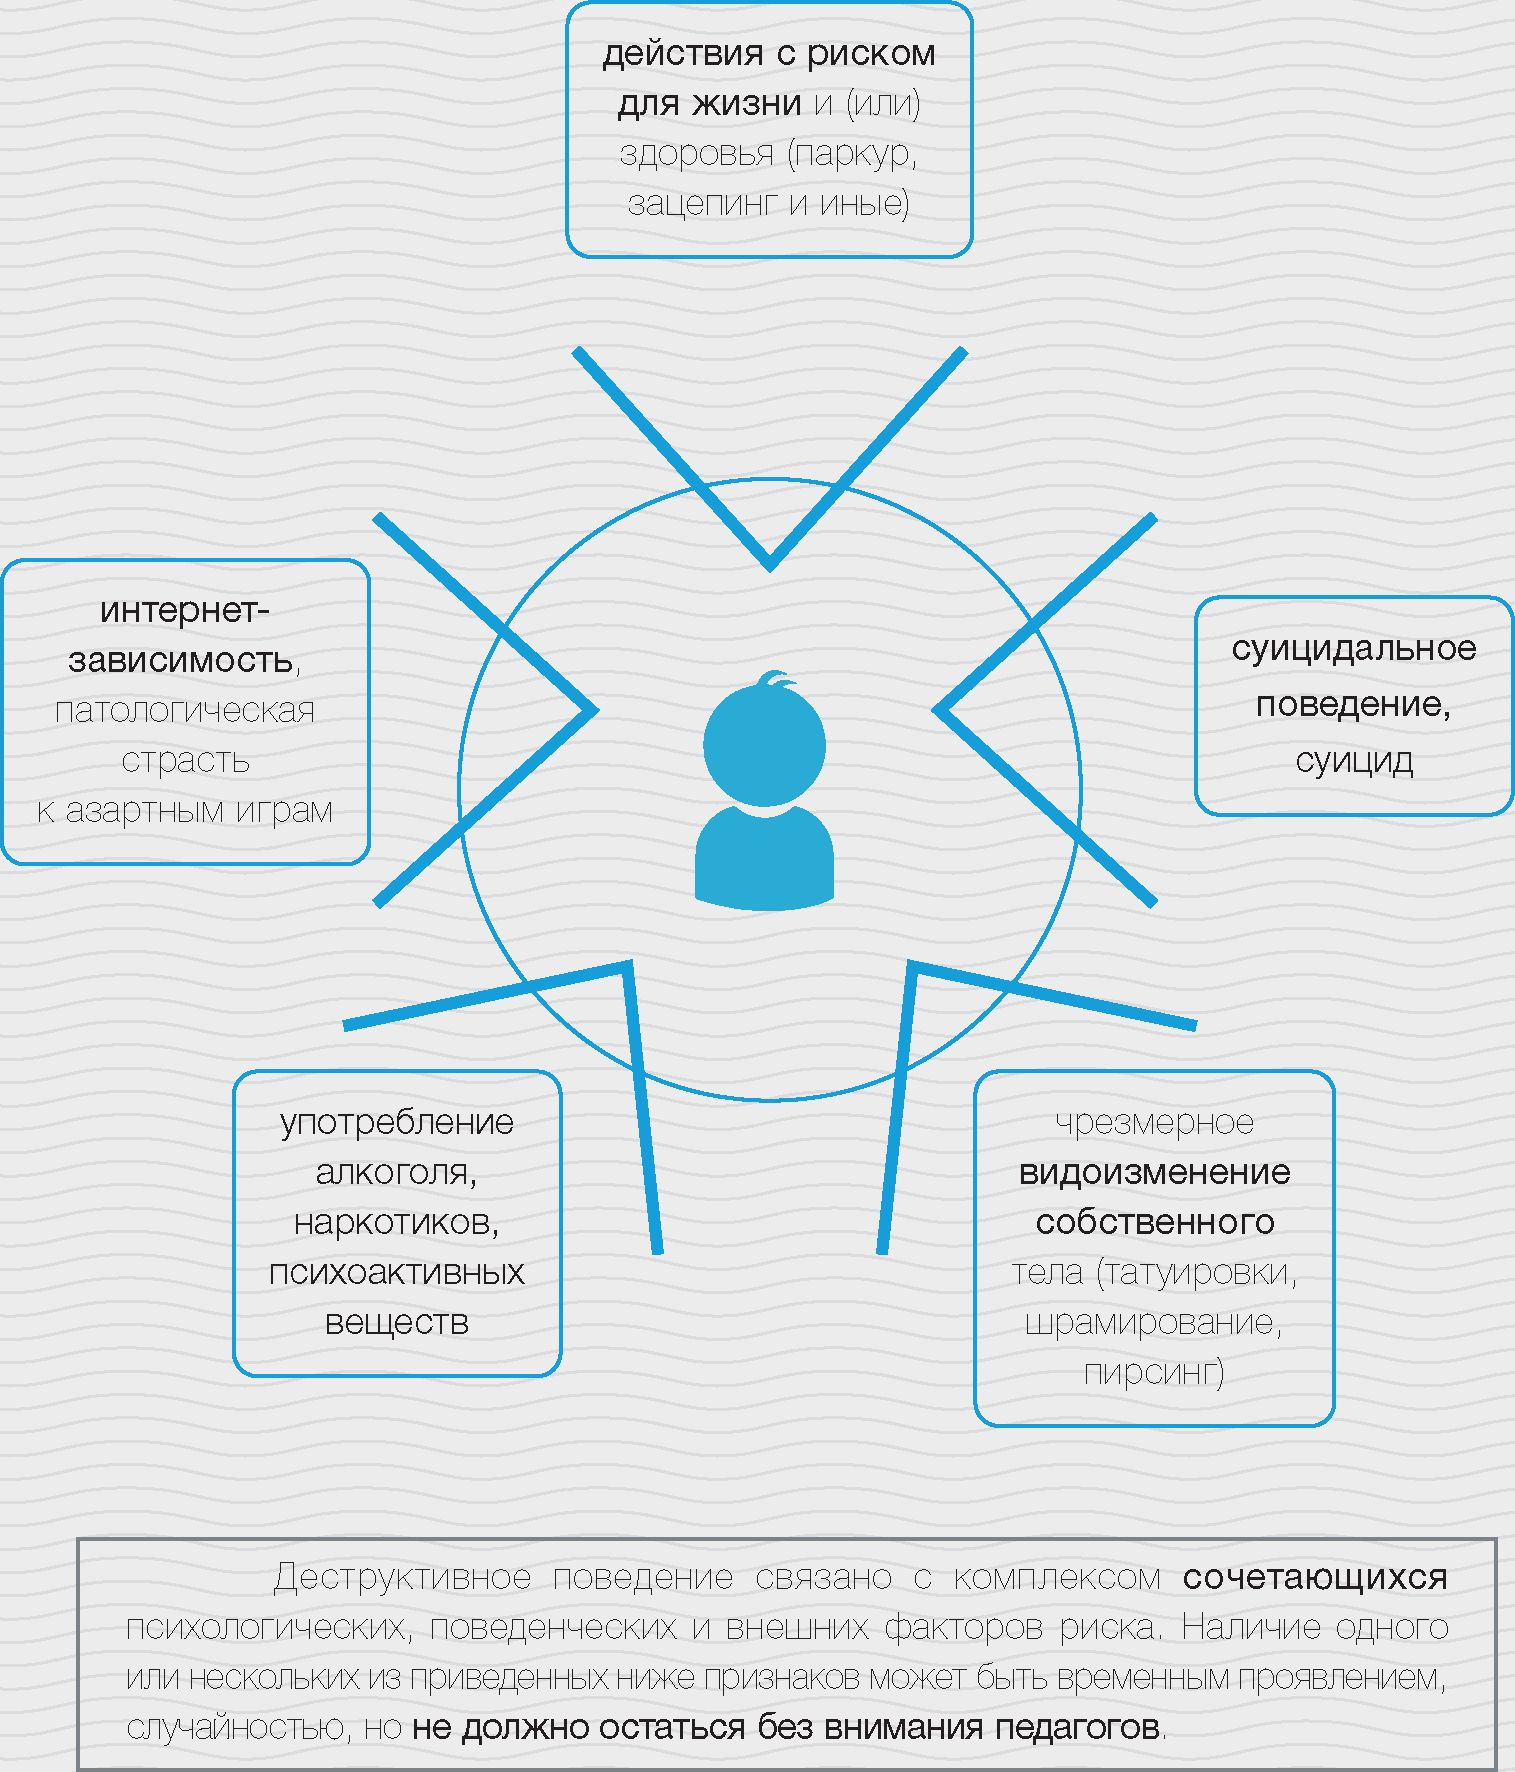 действия с риском
для жизни и (или)
здоровья (паркур,
зацепинг и иные)
интернет-
зависимость,
патологическая
страсть
к азартным играм
суицидальное
поведение,
суицид
употребление
алкоголя,
наркотиков,
психоактивных
веществ
чрезмерное
видоизменение
собственного
тела (татуировки,
шрамирование,
пирсинг)
Деструктивное поведение связано с комплексом сочетающихся
психологических, поведенческих и внешних факторов риска. Наличие одного
или нескольких из приведенных ниже признаков может быть временным проявлением,
случайностью, но не должно остаться без внимания педагогов.